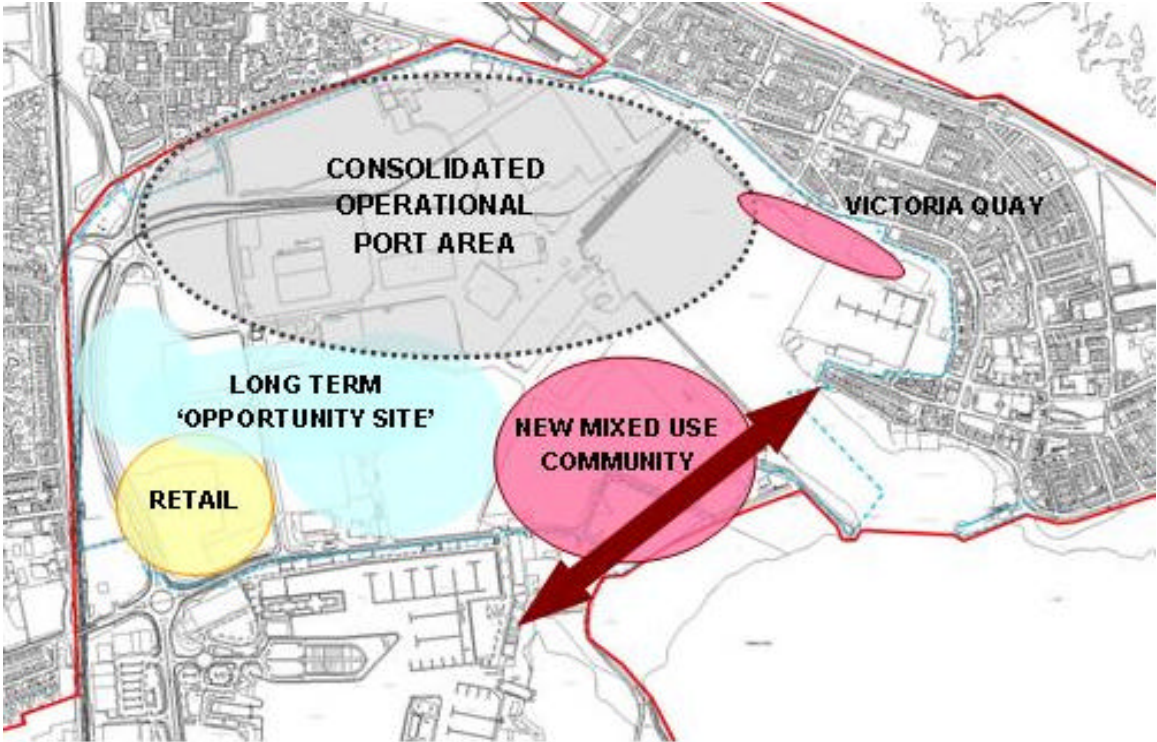 CONSOLIDATED
OPERATIONAL
PORT AREA
VICTORIA QUAY
LONG TERM
‘OPPORTUNITY SITE’
NEW MIXED USE
COMMUNITY
RETAIL